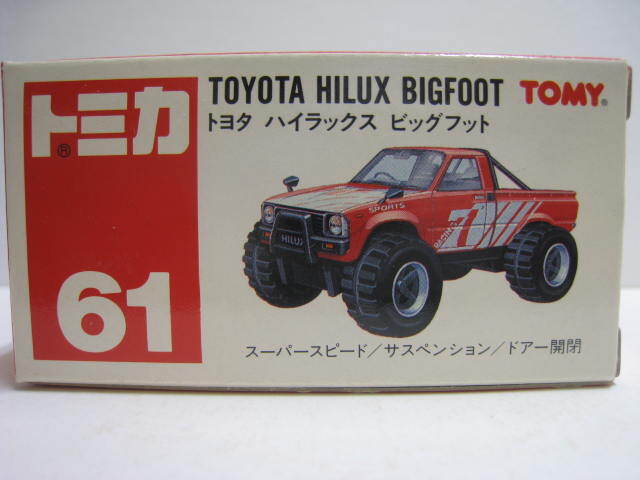 トミカ®
61
TOYOTA HILUX BIGFOOT
TOMY®
トヨタ ハイラックス ビッグフット
SPORTS
HILUX
RACING
71
スーパースピード/サスペンション/ドアー開閉